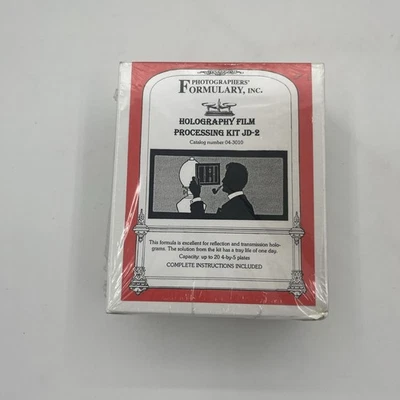 PHOTOGRAPHERS'
FORMULARY, INC.
HOLOGRAPHY FILM
PROCESSING KIT JD-2
Catalog number 04-3010
This formula is excellent for reflection and transmission holo-
grams. The solution from the kit has a tray life of one day.
Capacity: up to 20 4-by-5 plates
COMPLETE INSTRUCTIONS INCLUDED